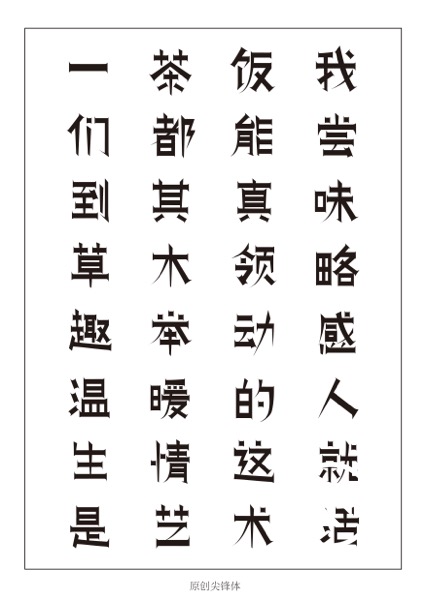 一茶饭我
们都能尝
到其真味
草木领略
趣举动感
温暖的人
生情这就
是艺术活
原创尖锋体